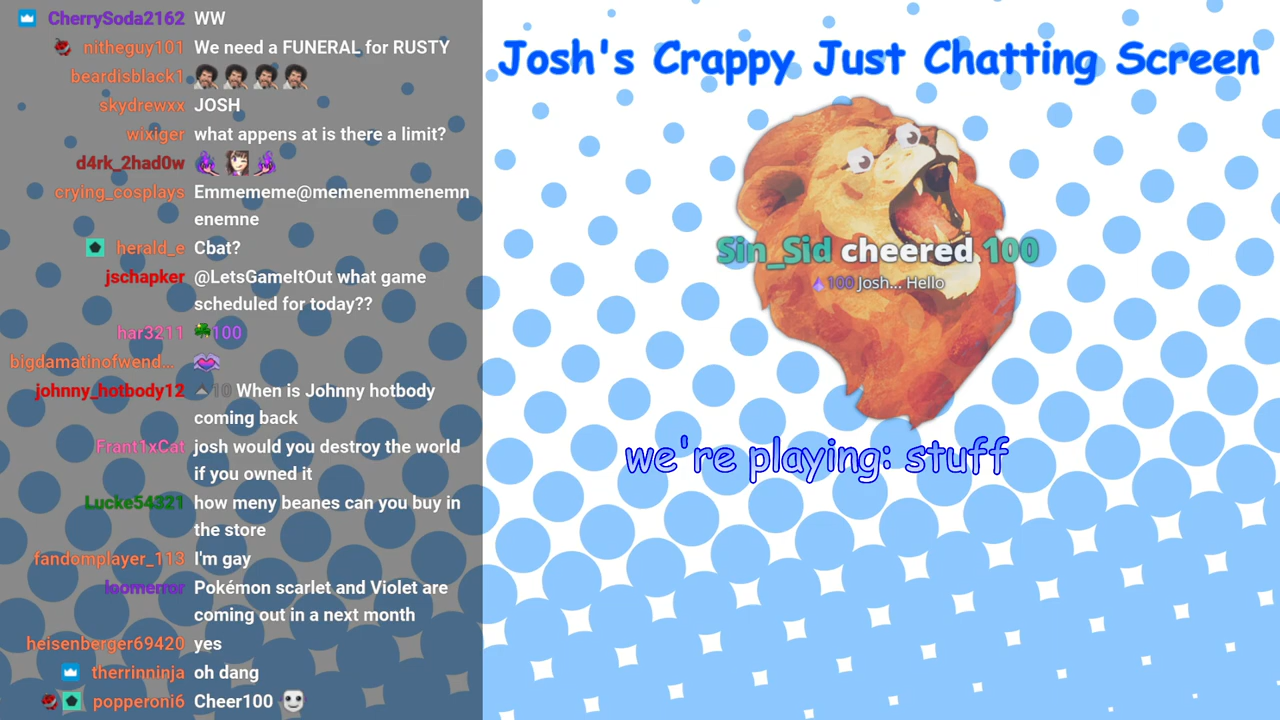 CherrySoda2162 WW
nitheguy101 We need a FUNERAL for RUSTY
beardisblack1
skydrewxx JOSH
wixiger what appens at is there a limit?
d4rk_2had0w
crying_cosplays Emmememe@memenemmenemn
enemne
herald_e Cbat?
jschapker @LetsGameItOut what game
scheduled for today??
har3211 100
bigdamatinofwend...
johnny_hotbody12 10 When is Johnny hotbody
coming back
Frant1xCat josh would you destroy the world
if you owned it
Lucke54321 how meny beanes can you buy in
the store
fandomplayer_113 I'm gay
loomerror Pokémon scarlet and Violet are
coming out in a next month
heisenberger69420 yes
therrinninja oh dang
popperoni6 Cheer100
Josh's Crappy Just Chatting Screen
Sin_Sid cheered 100
100 Josh... Hello
we're playing: stuff